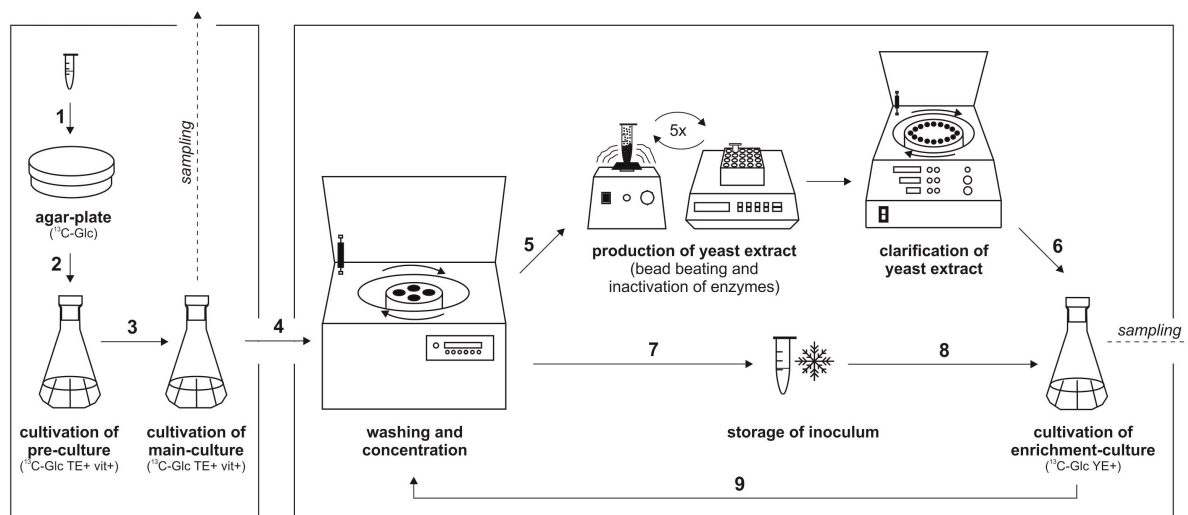 1
agar-plate
(¹³C-Glc)
2
3
cultivation of
pre-culture
(¹³C-Glc TE+ vit+)
cultivation of
main-culture
(¹³C-Glc TE+ vit+)
sampling
4
washing and
concentration
5
5x
production of yeast extract
(bead beating and
inactivation of enzymes)
clarification of
yeast extract
6
7
storage of inoculum
8
cultivation of
enrichment-culture
(¹³C-Glc YE+)
sampling
9